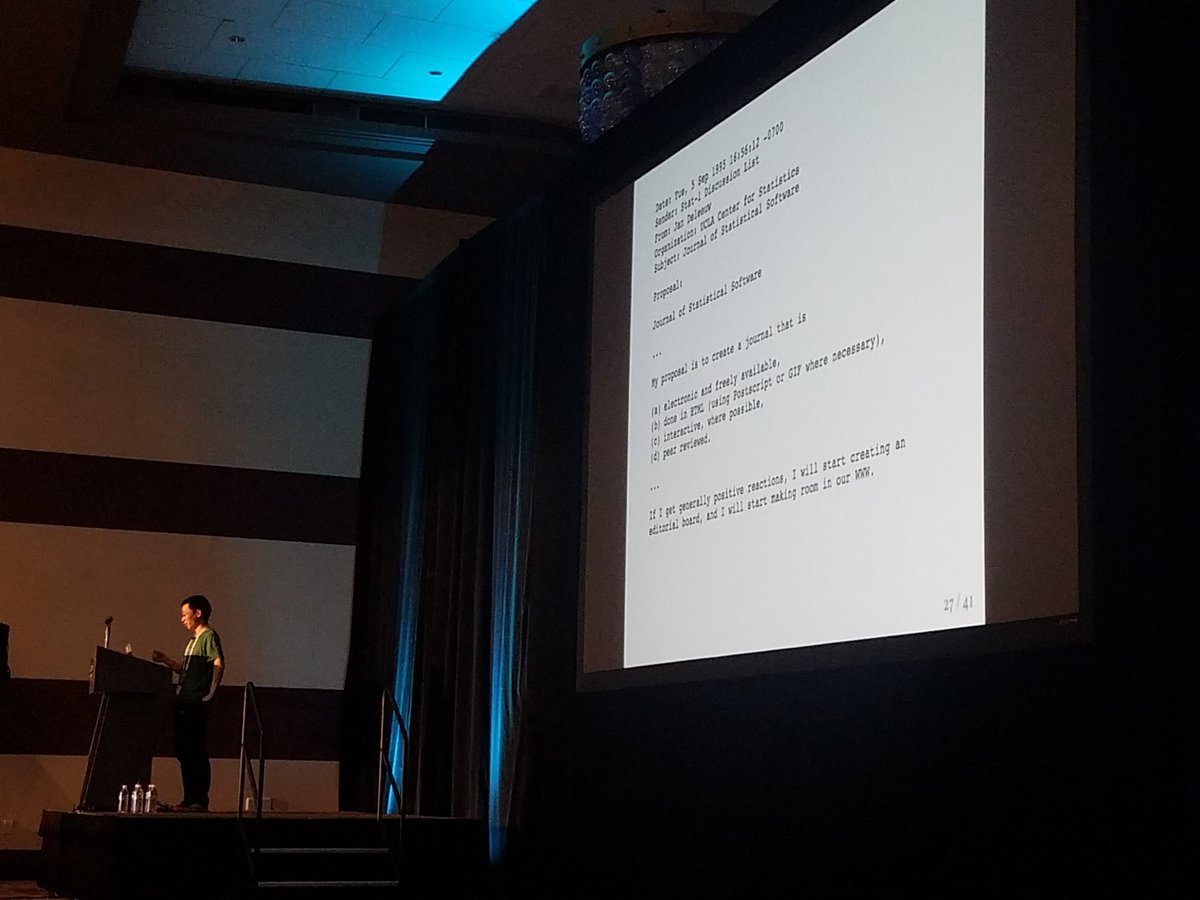 Date: Tue, 5 Sep 1995 16:56:12 -0700
Sender: Stat-l Discussion List
From: Jan Deleeuw
Organization: UCLA Center for Statistics
Subject: Journal of Statistical Software
Proposal:
Journal of Statistical Software
...
My proposal is to create a journal that is
(a) electronic and freely available,
(b) done in HTML (using Postscript or GIF where necessary),
(c) interactive, where possible,
(d) peer reviewed.
...
If I get generally positive reactions, I will start creating an
editorial board, and I will start making room in our WWW.
27 / 41